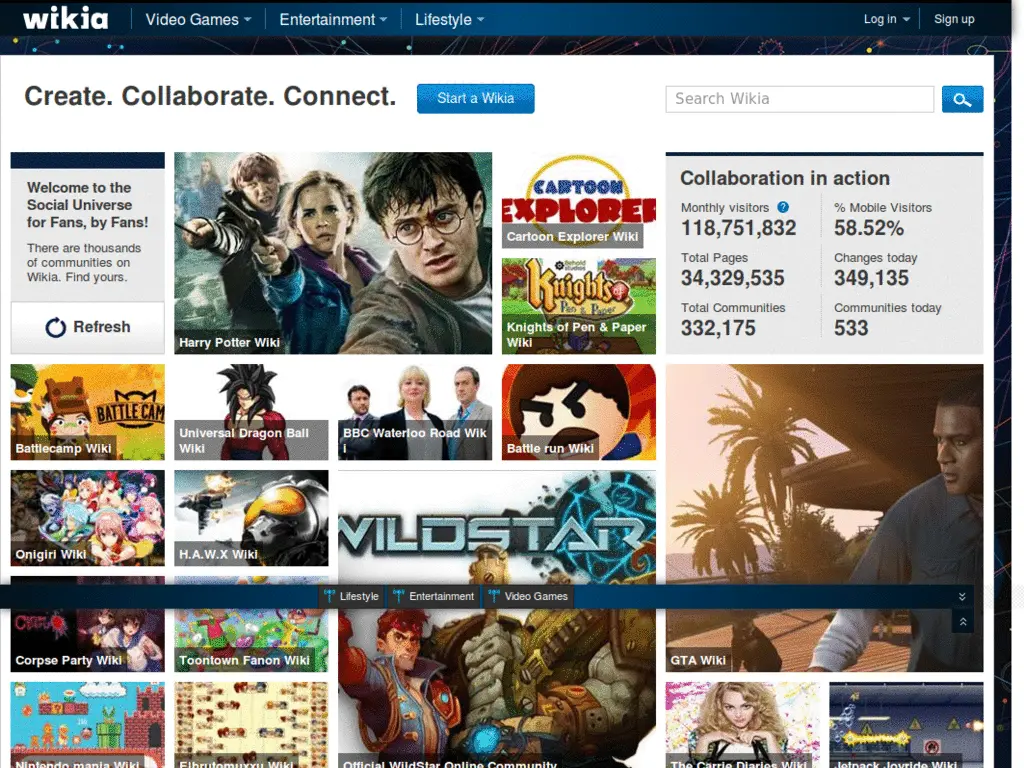 wikia
Video Games
Entertainment
Lifestyle
Log in
Sign up
Create. Collaborate. Connect.
Start a Wikia
Search Wikia
Welcome to the
Social Universe
for Fans, by Fans!
There are thousands
of communities on
Wikia. Find yours.
Refresh
Harry Potter Wiki
CARTOON
EXPLORER
Cartoon Explorer Wiki
Behold
studios
Knights
of
Pen & Paper
Knights of Pen & Paper
Wiki
Collaboration in action
Monthly visitors ?
118,751,832
% Mobile Visitors
58.52%
Total Pages
34,329,535
Changes today
349,135
Total Communities
332,175
Communities today
533
BATTLE CAM
Battlecamp Wiki
Universal Dragon Ball
Wiki
BBC Waterloo Road Wik
i
Battle run Wiki
Onigiri Wiki
H.A.W.X Wiki
WILDSTAR
Lifestyle
Entertainment
Video Games
Corpse Party Wiki
Toontown Fanon Wiki
GTA Wiki
Nintendo mania Wiki
Elbrutomuxxu Wiki
Official WildStar Online Community
The Carrie Diaries Wiki
Jetpack Joyride Wiki